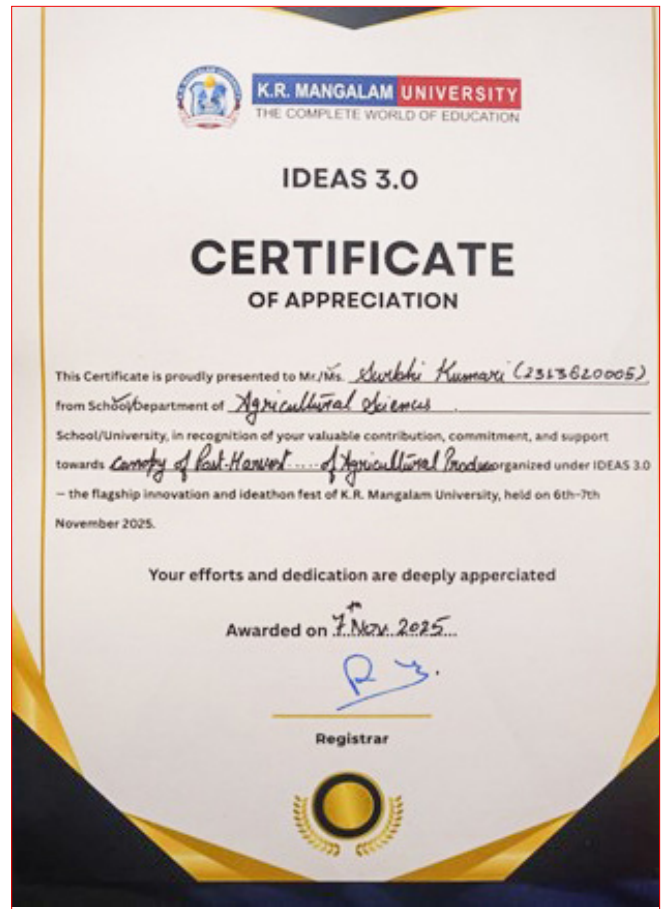 K.R. MANGALAM UNIVERSITY
THE COMPLETE WORLD OF EDUCATION
IDEAS 3.0
CERTIFICATE
OF APPRECIATION
This Certificate is proudly presented to Mr./Ms. Surbhi Kumari (2313620005)
from School/Department of Agricultural Sciences
School/University, in recognition of your valuable contribution, commitment, and support
towards Canopy of Post-Harvest .... of Agricultural Produce organized under IDEAS 3.0
– the flagship innovation and ideathon fest of K.R. Mangalam University, held on 6th-7th
November 2025.
Your efforts and dedication are deeply apperciated
Awarded on 7th Nov. 2025
Registrar